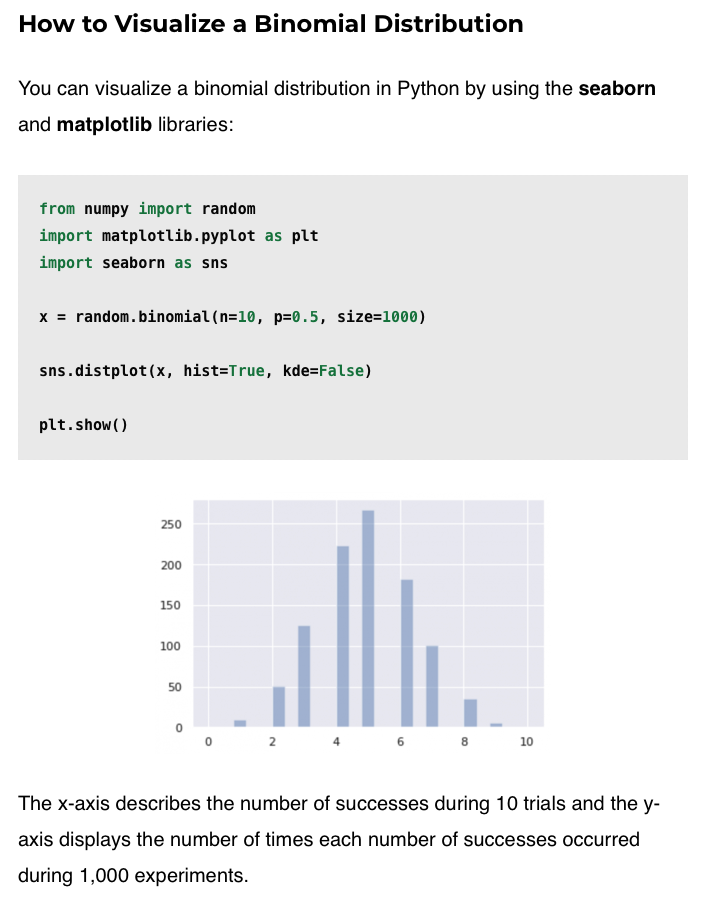 How to Visualize a Binomial Distribution
You can visualize a binomial distribution in Python by using the seaborn
and matplotlib libraries:
from numpy import random
import matplotlib.pyplot as plt
import seaborn as sns
x = random.binomial(n=10, p=0.5, size=1000)
sns.distplot(x, hist=True, kde=False)
plt.show()
250
200
150
100
50
0
0 2 4 6 8 10
The x-axis describes the number of successes during 10 trials and the y-
axis displays the number of times each number of successes occurred
during 1,000 experiments.